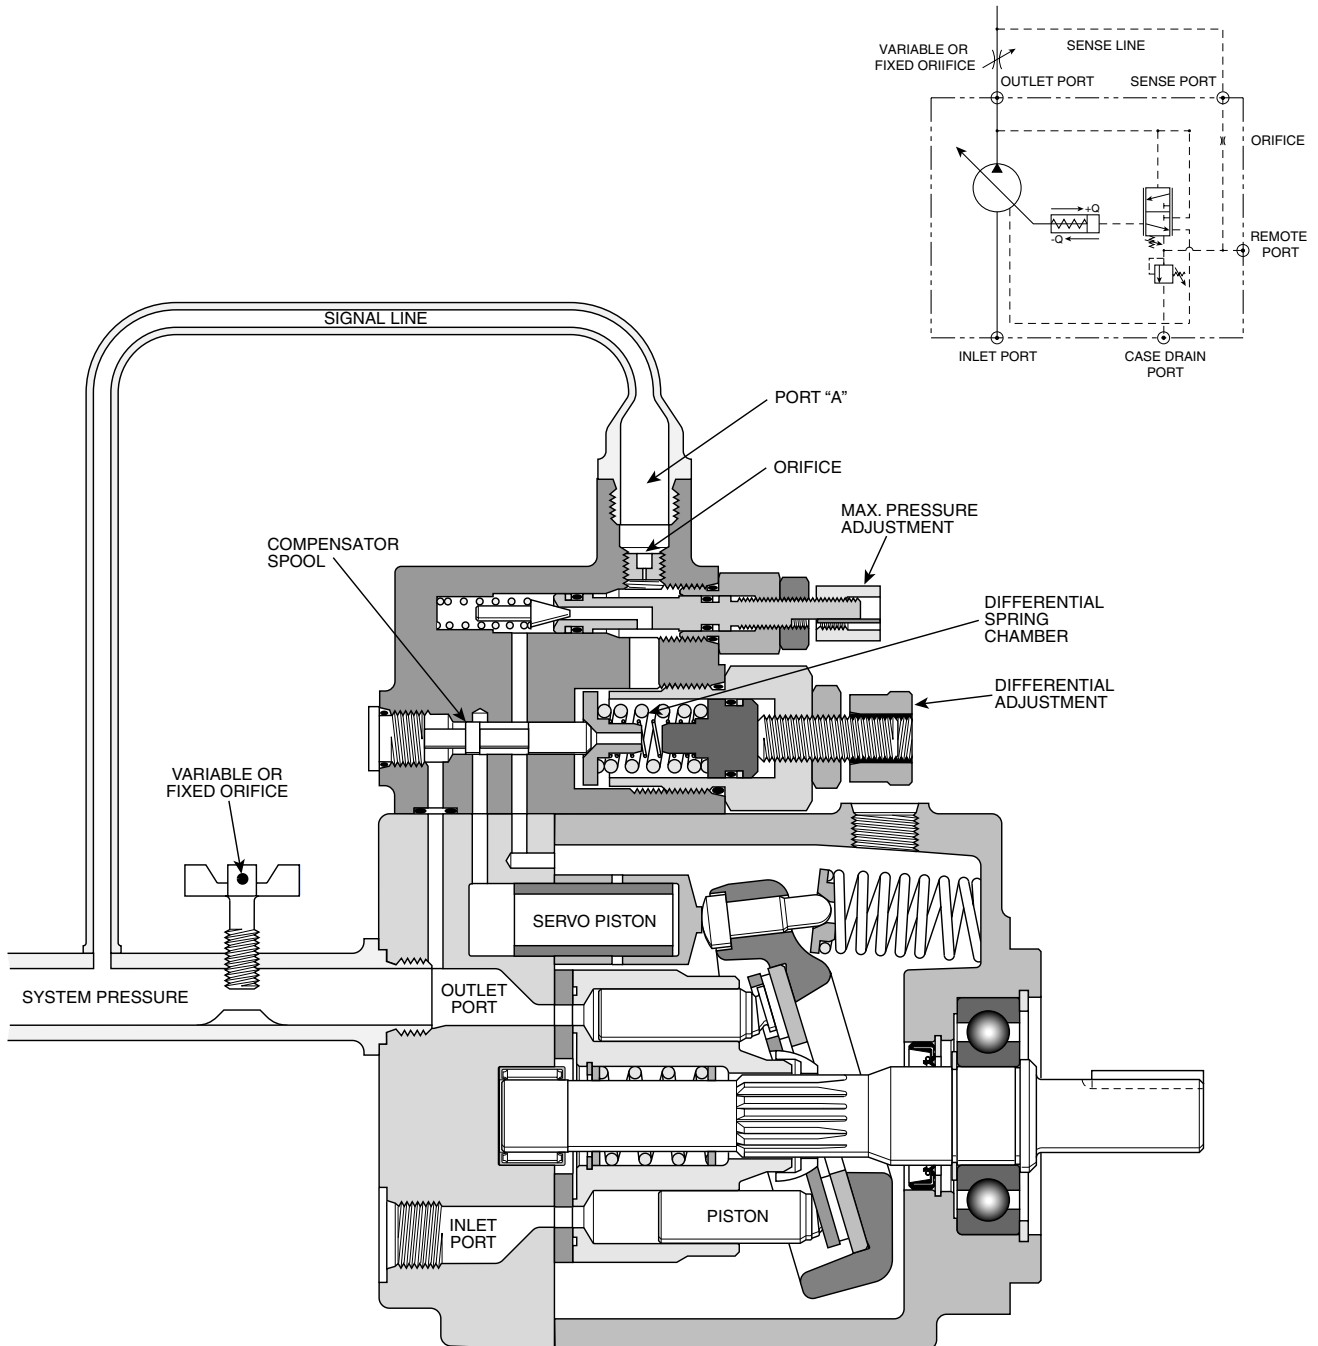 VARIABLE OR
FIXED ORIIFICE
SENSE LINE
OUTLET PORT
SENSE PORT
ORIFICE
+Q
-Q
REMOTE
PORT
INLET PORT
CASE DRAIN
PORT
SIGNAL LINE
PORT “A”
ORIFICE
MAX. PRESSURE
ADJUSTMENT
COMPENSATOR
SPOOL
DIFFERENTIAL
SPRING
CHAMBER
DIFFERENTIAL
ADJUSTMENT
VARIABLE OR
FIXED ORIFICE
SERVO PISTON
SYSTEM PRESSURE
OUTLET
PORT
INLET
PORT
PISTON